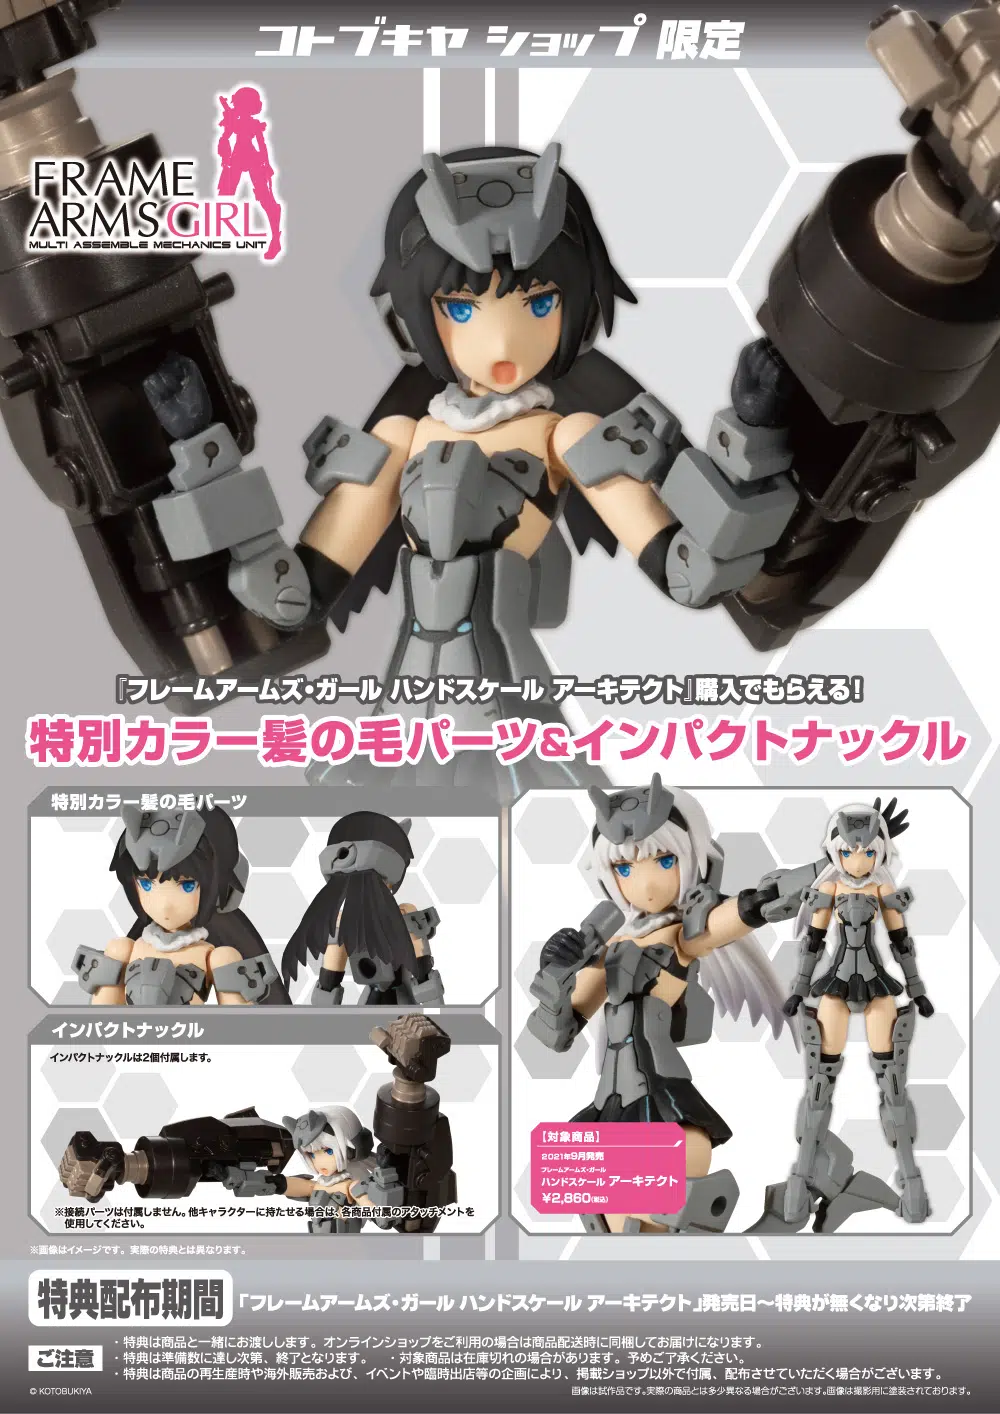 コトブキヤ ショップ 限定
FRAME
ARMS GIRL
MULTI ASSEMBLE MECHANICS UNIT
『フレームアームズ・ガール ハンドスケール アーキテクト』購入でもらえる！
特別カラー髪の毛パーツ&インパクトナックル
特別カラー髪の毛パーツ
インパクトナックル
インパクトナックルは2個付属します。
※接続パーツは付属しません。他キャラクターに持たせる場合は、各商品付属のアタッチメントを
使用してください。
【対象商品】
2021年9月発売
フレームアームズ・ガール
ハンドスケール アーキテクト
¥2,860(税込)
※画像はイメージです。実際の特典とは異なります。
特典配布期間
「フレームアームズ・ガール ハンドスケール アーキテクト」発売日～特典が無くなり次第終了
ご注意
・特典は商品と一緒にお渡しします。オンラインショップをご利用の場合は商品配送時に同梱してお届けになります。
・特典は準備数に達し次第、終了となります。 ・対象商品は在庫切れの場合があります。予めご了承ください。
・特典は商品の再生産時や海外販売および、イベントや臨時出店等の企画により、掲載ショップ以外で付属、配布させていただく場合がございます。
© KOTOBUKIYA
画像は試作品です。実際の商品とは多少異なる場合がございます。画像は撮影用に塗装されております。